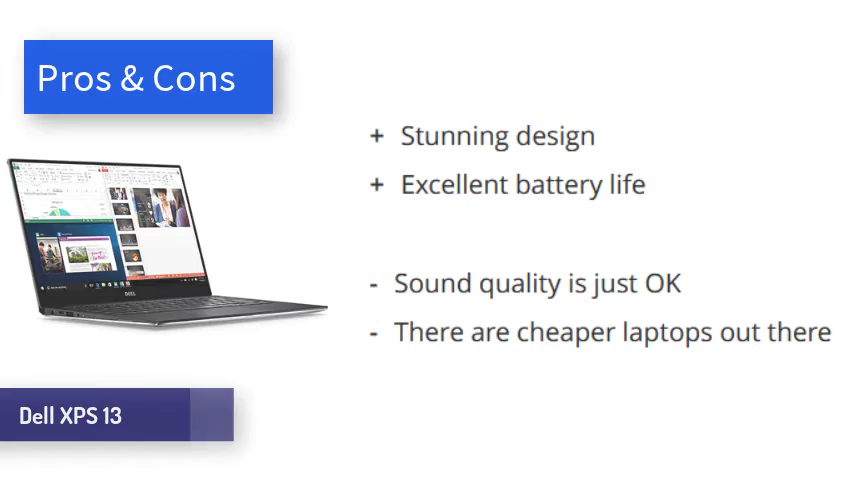 Pros & Cons
+ Stunning design
+ Excellent battery life
- Sound quality is just OK
- There are cheaper laptops out there
DELL
Dell XPS 13